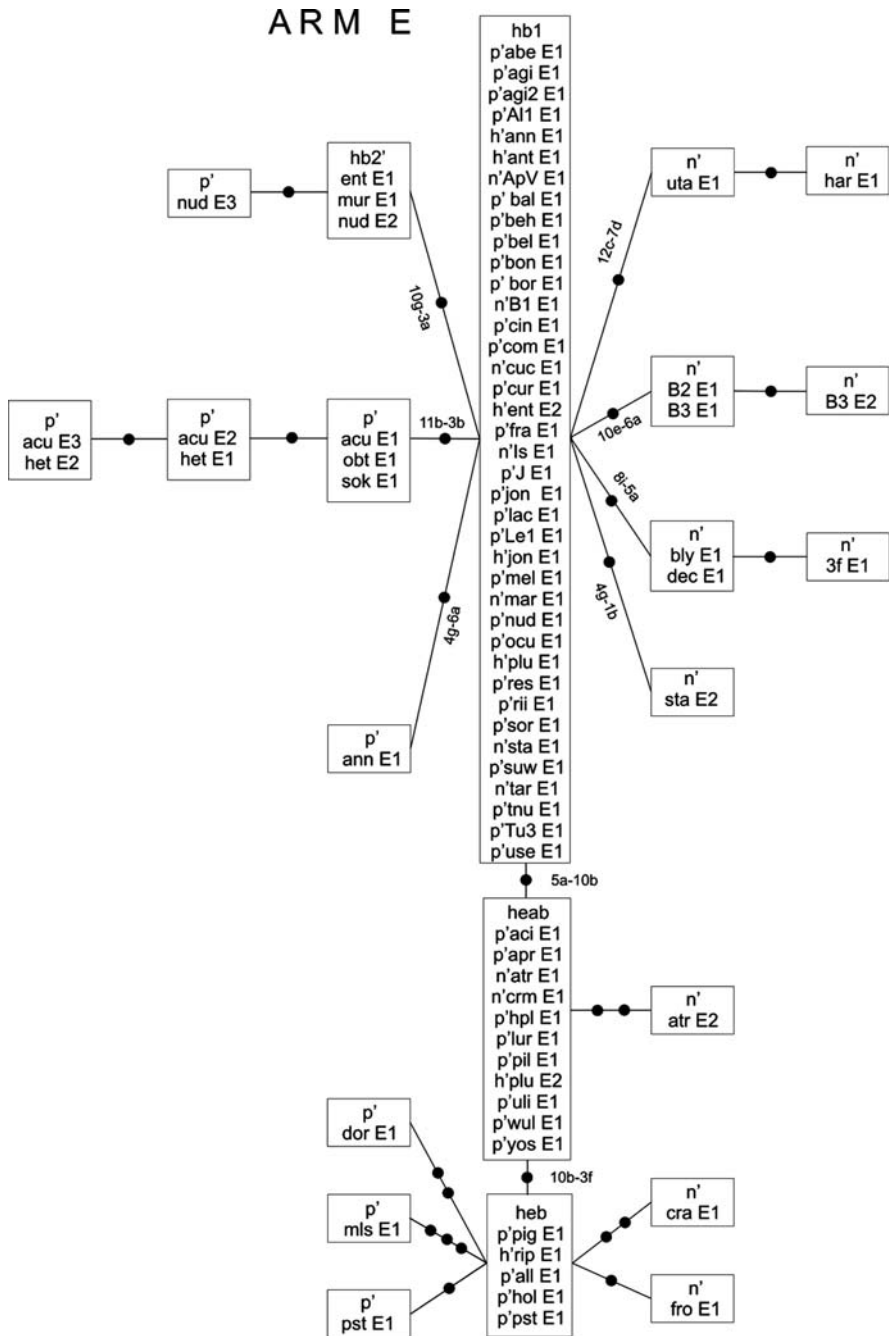 ARM E
hb1
p'abe E1
p'agi E1
p'agi2 E1
p'Al1 E1
h'ann E1
h'ant E1
n'ApV E1
p' bal E1
p'beh E1
p'bel E1
p'bon E1
p' bor E1
n'B1 E1
p'cin E1
p'com E1
n'cuc E1
p'cur E1
h'ent E2
p'fra E1
n'Is E1
p'J E1
p'jon E1
p'lac E1
p'Le1 E1
h'jon E1
p'mel E1
n'mar E1
p'nud E1
p'ocu E1
h'plu E1
p'res E1
p'rii E1
p'sor E1
n'sta E1
p'suw E1
n'tar E1
p'tnu E1
p'Tu3 E1
p'use E1
p'
nud E3
hb2'
ent E1
mur E1
nud E2
10g-3a
p'
acu E3
het E2
p'
acu E2
het E1
p'
acu E1
obt E1
sok E1
11b-3b
4g-6a
p'
ann E1
n'
uta E1
n'
har E1
12c-7d
n'
B2 E1
B3 E1
n'
B3 E2
10e-6a
8i-5a
n'
bly E1
dec E1
n'
3f E1
4g-1b
n'
sta E2
5a-10b
heab
p'aci E1
p'apr E1
n'atr E1
n'crm E1
p'hpl E1
p'lur E1
p'pil E1
h'plu E2
p'uli E1
p'wul E1
p'yos E1
n'
atr E2
10b-3f
heb
p'pig E1
h'rip E1
p'all E1
p'hol E1
p'pst E1
p'
dor E1
p'
mls E1
p'
pst E1
n'
cra E1
n'
fro E1